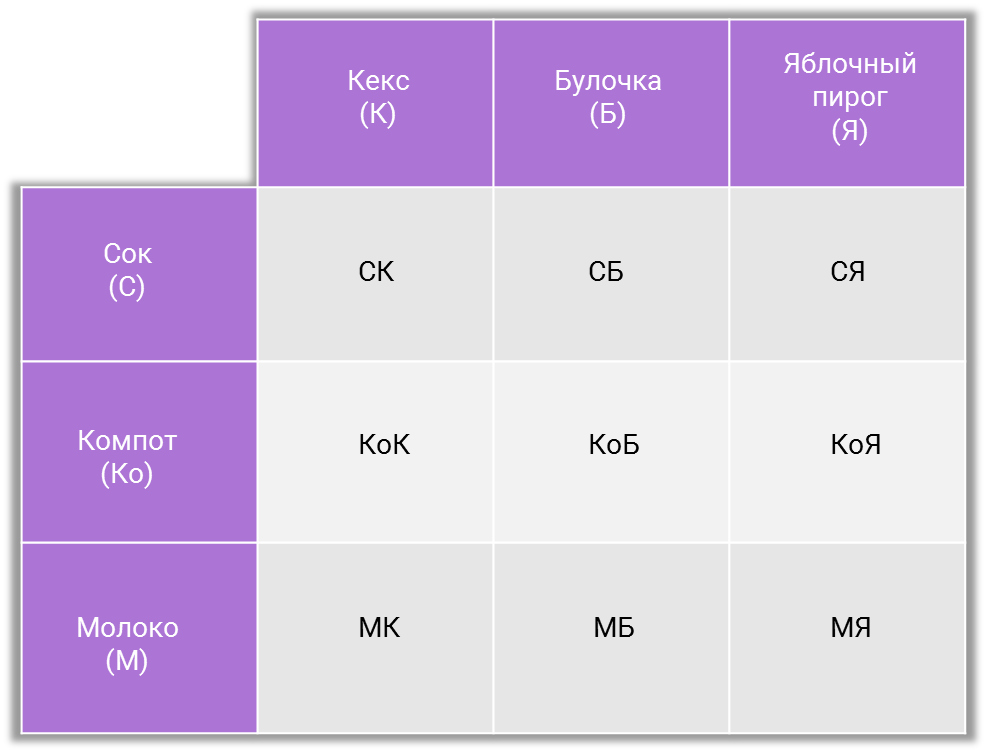 Кекс
(К)
Булочка
(Б)
Яблочный
пирог
(Я)
Сок
(С)
СК
СБ
СЯ
Компот
(Ко)
КоК
КоБ
КоЯ
Молоко
(М)
МК
МБ
МЯ